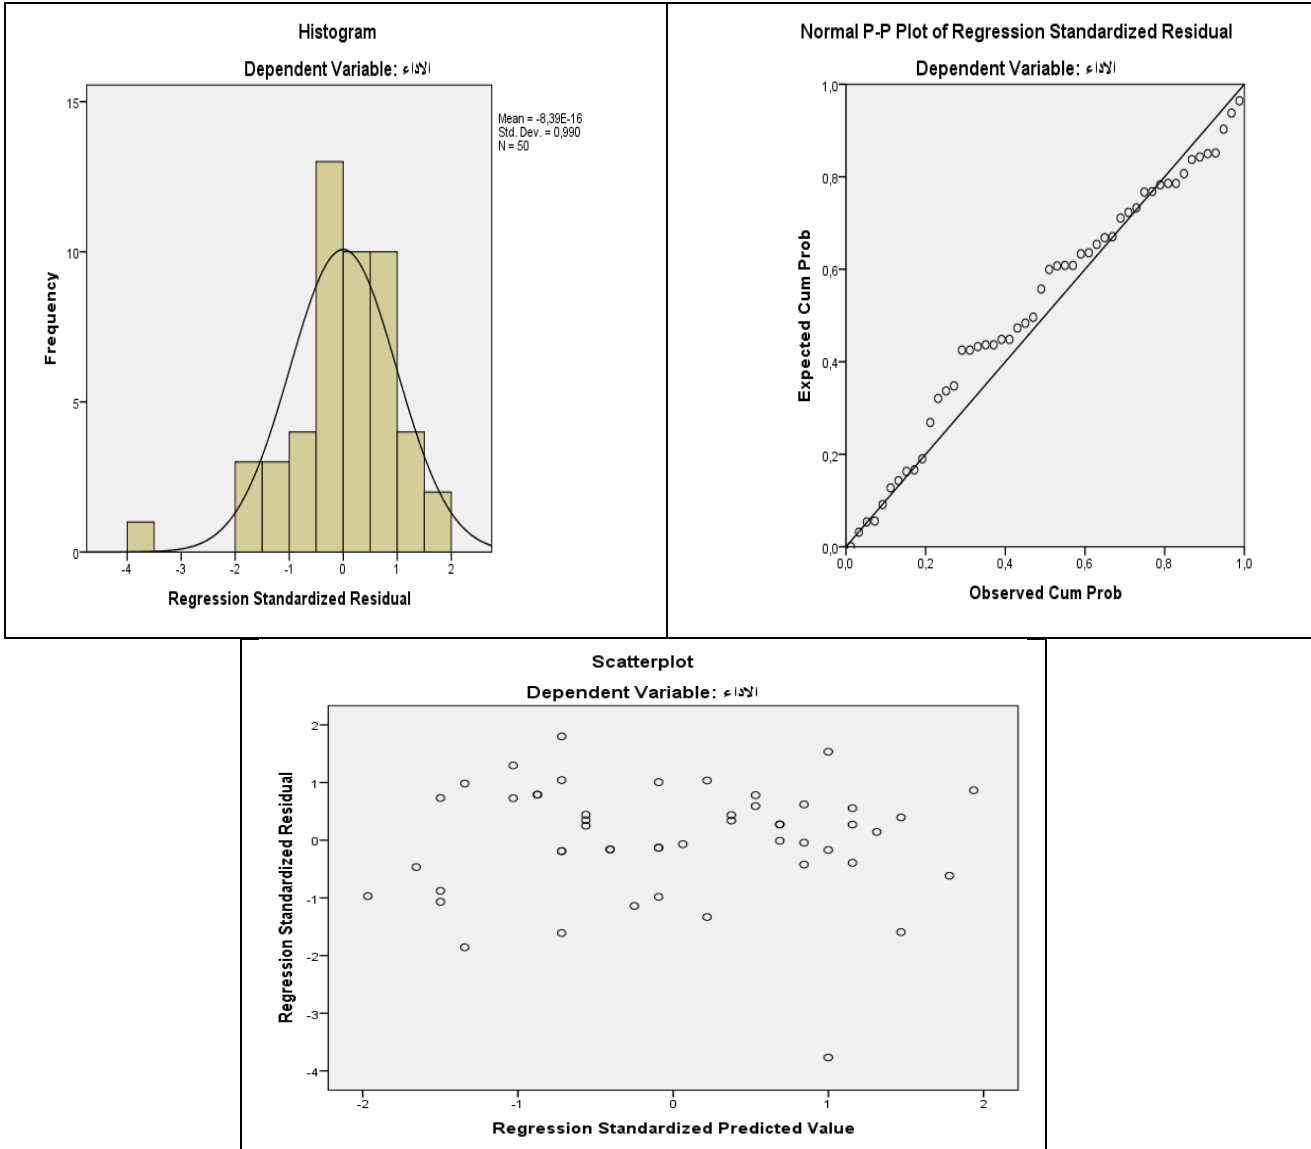 Histogram
Dependent Variable: الاداء
Mean = -8,39E-16
Std. Dev. = 0,990
N = 50
15
10
5
0
Frequency
-4 -3 -2 -1 0 1 2
Regression Standardized Residual
Normal P-P Plot of Regression Standardized Residual
Dependent Variable: الاداء
1,0
0,8
0,6
0,4
0,2
0,0
Expected Cum Prob
0,0 0,2 0,4 0,6 0,8 1,0
Observed Cum Prob
Scatterplot
Dependent Variable: الاداء
2
1
0
-1
-2
-3
-4
Regression Standardized Residual
-2 -1 0 1 2
Regression Standardized Predicted Value